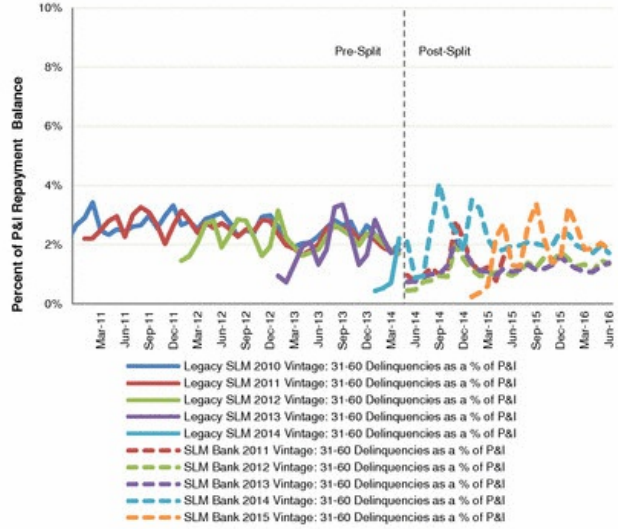 10%
Pre-Split Post-Split
8%
6%
4%
2%
0%
Percent of P&I Repayment Balance
Mar-11 Jun-11 Sep-11 Dec-11 Mar-12 Jun-12 Sep-12 Dec-12 Mar-13 Jun-13 Sep-13 Dec-13 Mar-14 Jun-14 Sep-14 Dec-14 Mar-15 Jun-15 Sep-15 Dec-15 Mar-16 Jun-16
Legacy SLM 2010 Vintage: 31-60 Delinquencies as a % of P&I
Legacy SLM 2011 Vintage: 31-60 Delinquencies as a % of P&I
Legacy SLM 2012 Vintage: 31-60 Delinquencies as a % of P&I
Legacy SLM 2013 Vintage: 31-60 Delinquencies as a % of P&I
Legacy SLM 2014 Vintage: 31-60 Delinquencies as a % of P&I
SLM Bank 2011 Vintage: 31-60 Delinquencies as a % of P&I
SLM Bank 2012 Vintage: 31-60 Delinquencies as a % of P&I
SLM Bank 2013 Vintage: 31-60 Delinquencies as a % of P&I
SLM Bank 2014 Vintage: 31-60 Delinquencies as a % of P&I
SLM Bank 2015 Vintage: 31-60 Delinquencies as a % of P&I